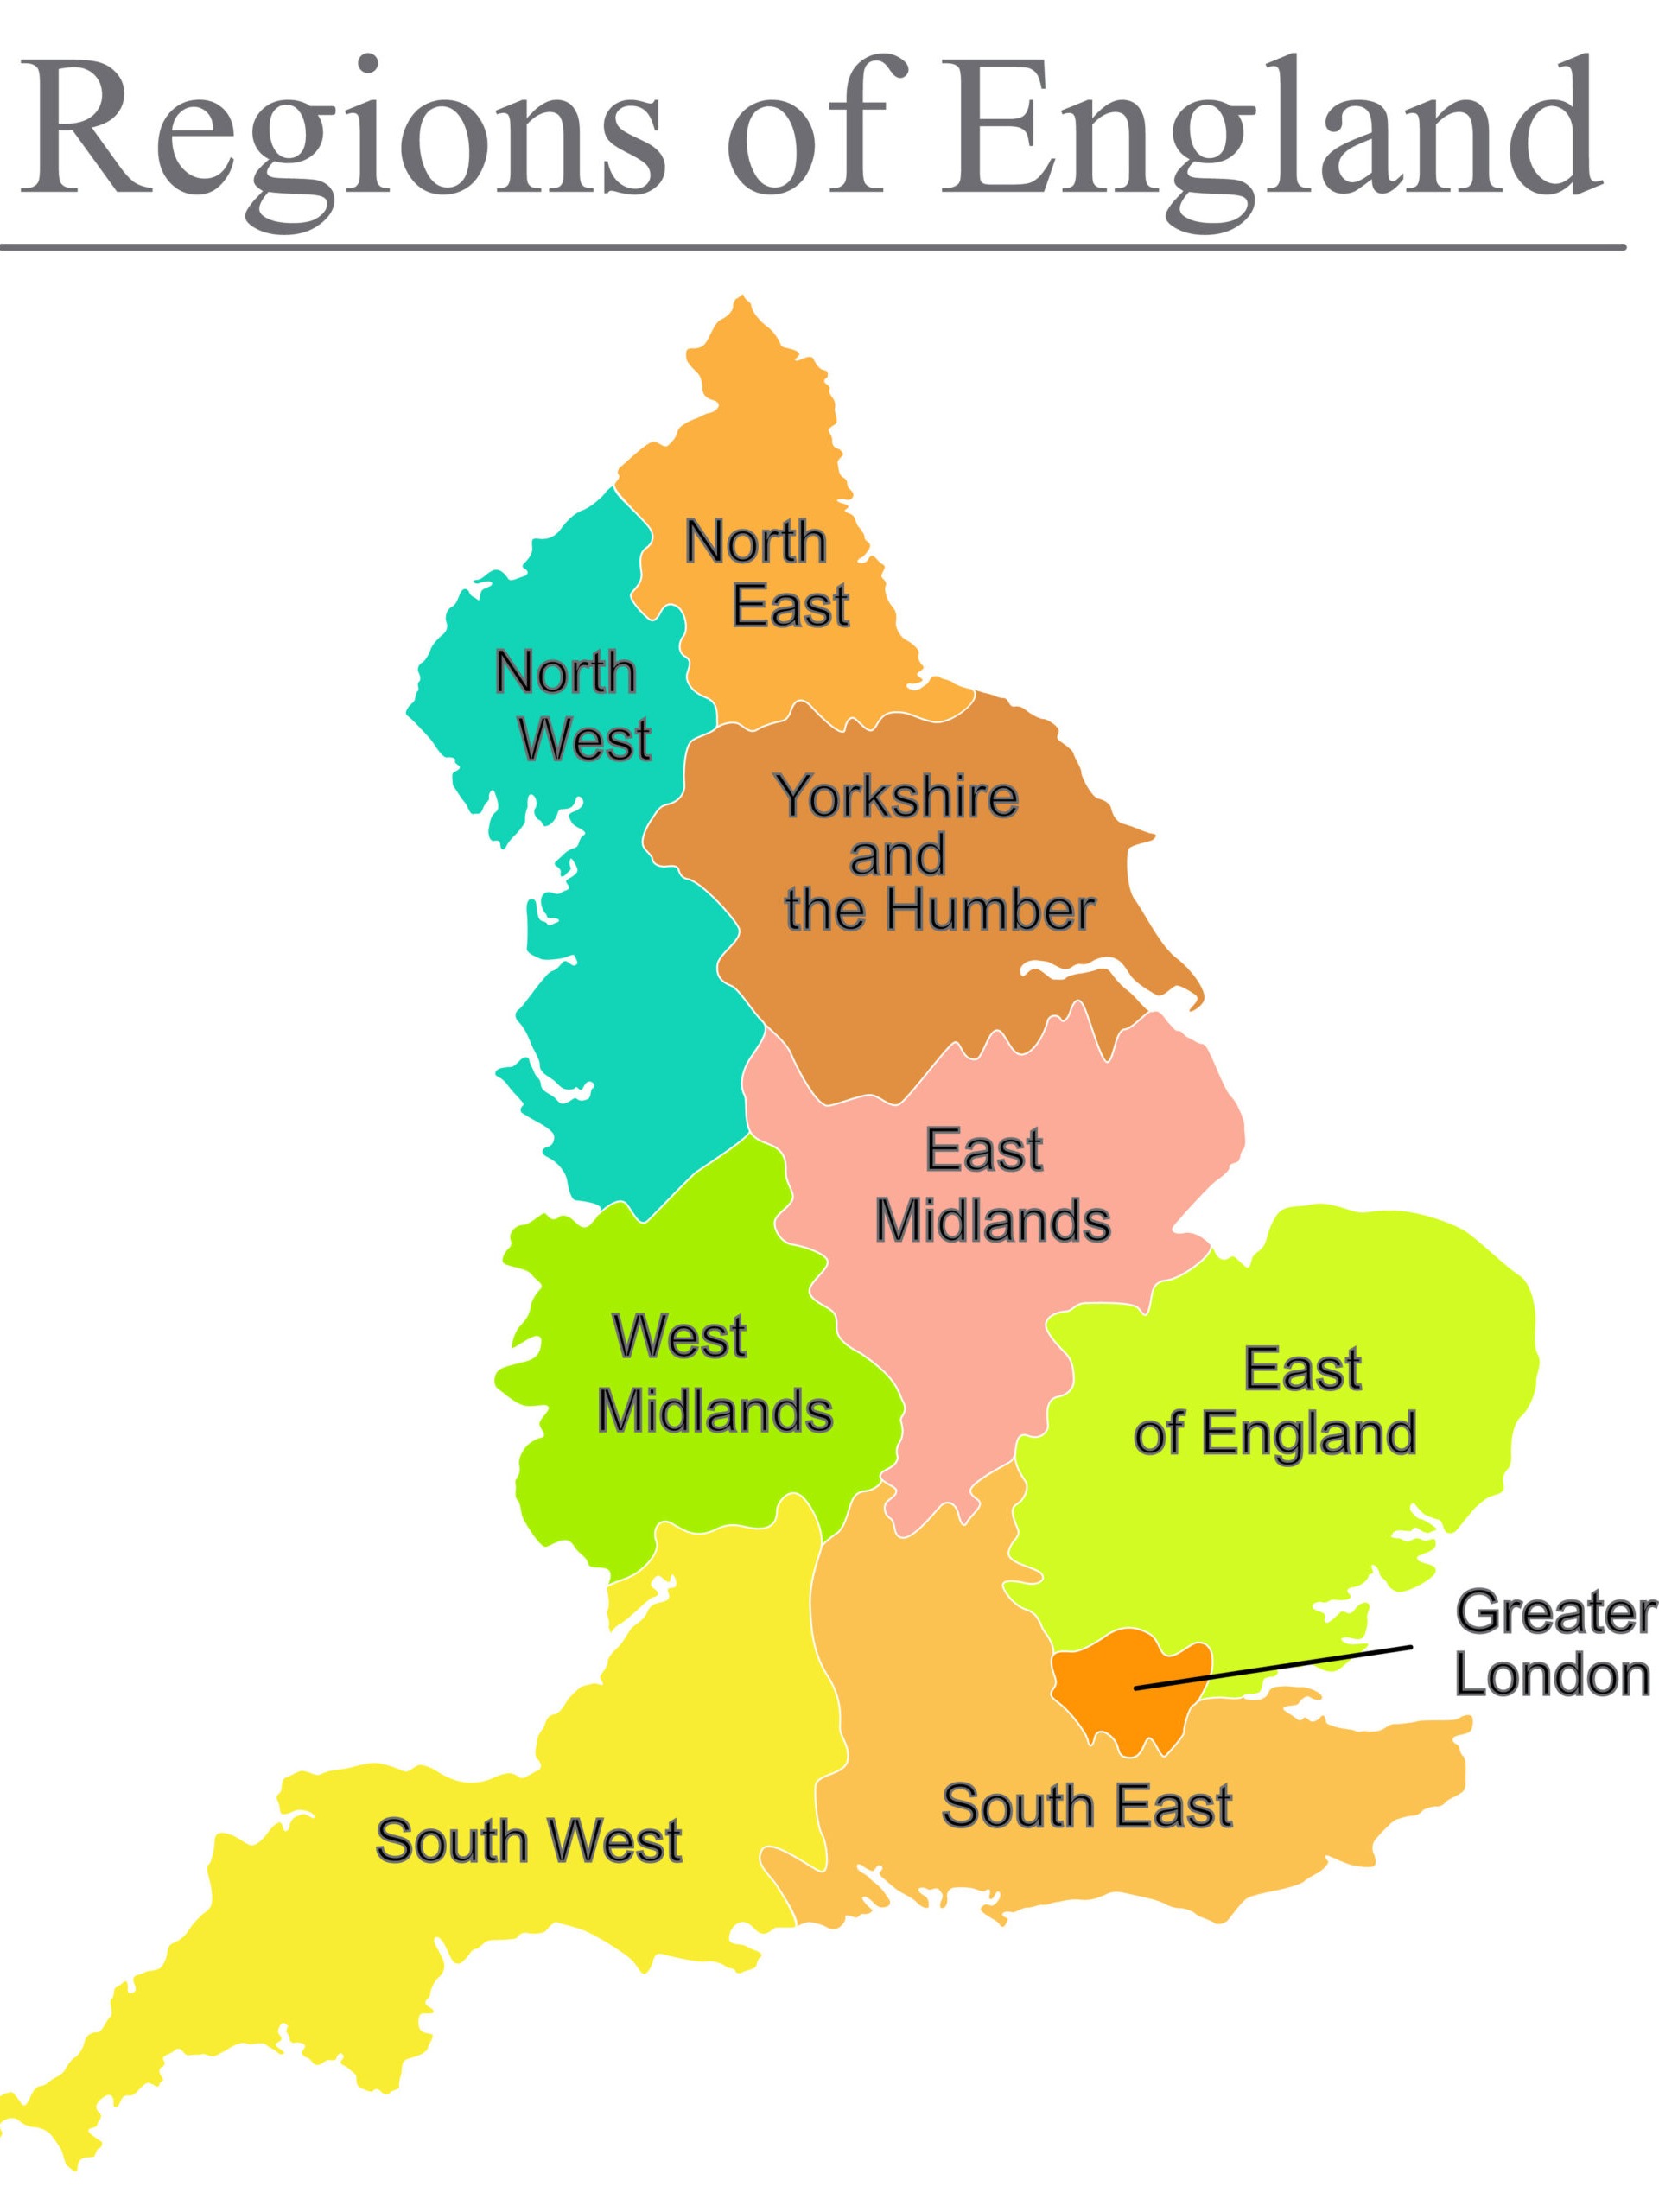 Regions of England
North
East
North
West
Yorkshire
and
the Humber
East
Midlands
West
Midlands
East
of England
Greater
London
South East
South West